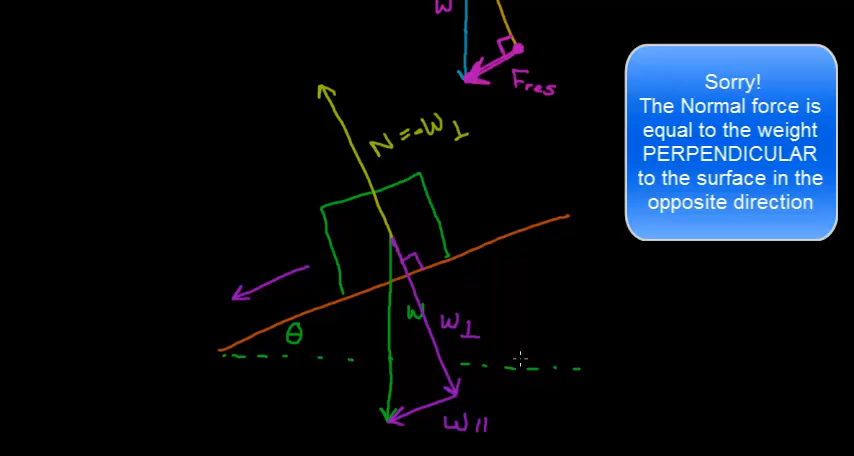 W
Fres
N=-W⊥
Sorry!
The Normal force is
equal to the weight
PERPENDICULAR
to the surface in the
opposite direction
W
W⊥
θ
W//